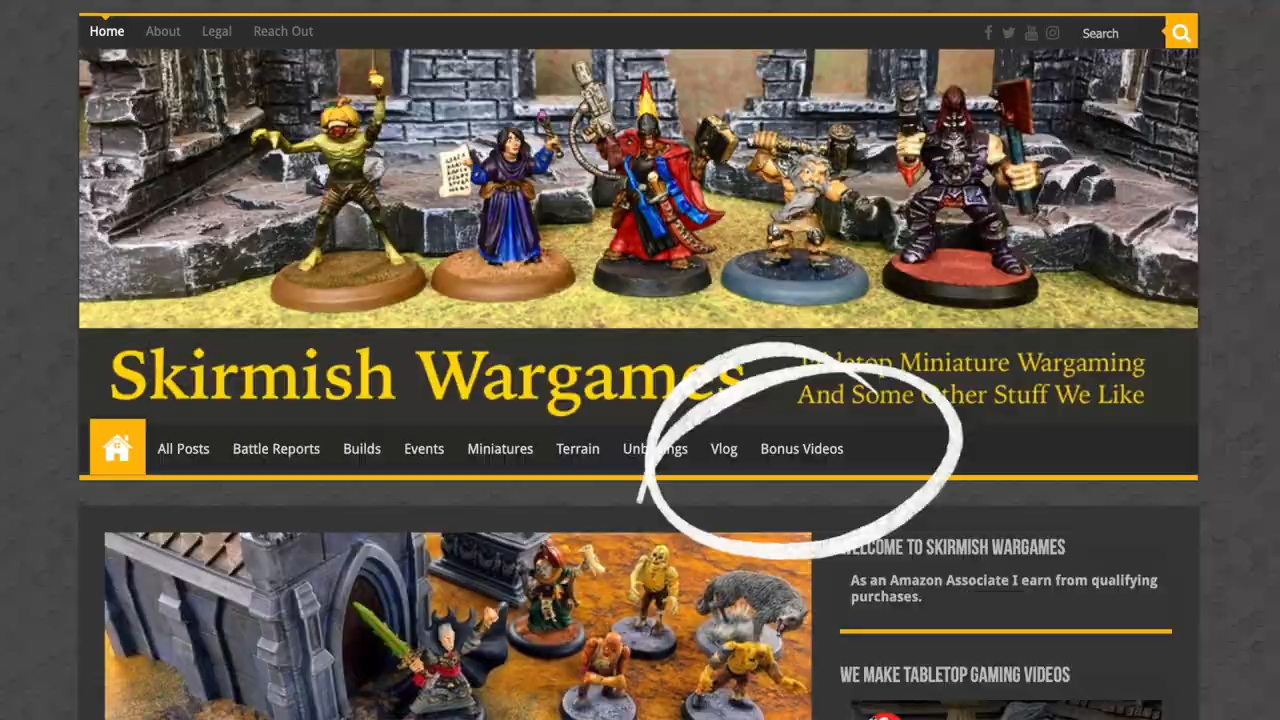 Home About Legal Reach Out Search
Skirmish Wargames
Tabletop Miniature Wargaming
And Some Other Stuff We Like
All Posts Battle Reports Builds Events Miniatures Terrain Unboxings Vlog Bonus Videos
WELCOME TO SKIRMISH WARGAMES
As an Amazon Associate I earn from qualifying
purchases.
WE MAKE TABLETOP GAMING VIDEOS